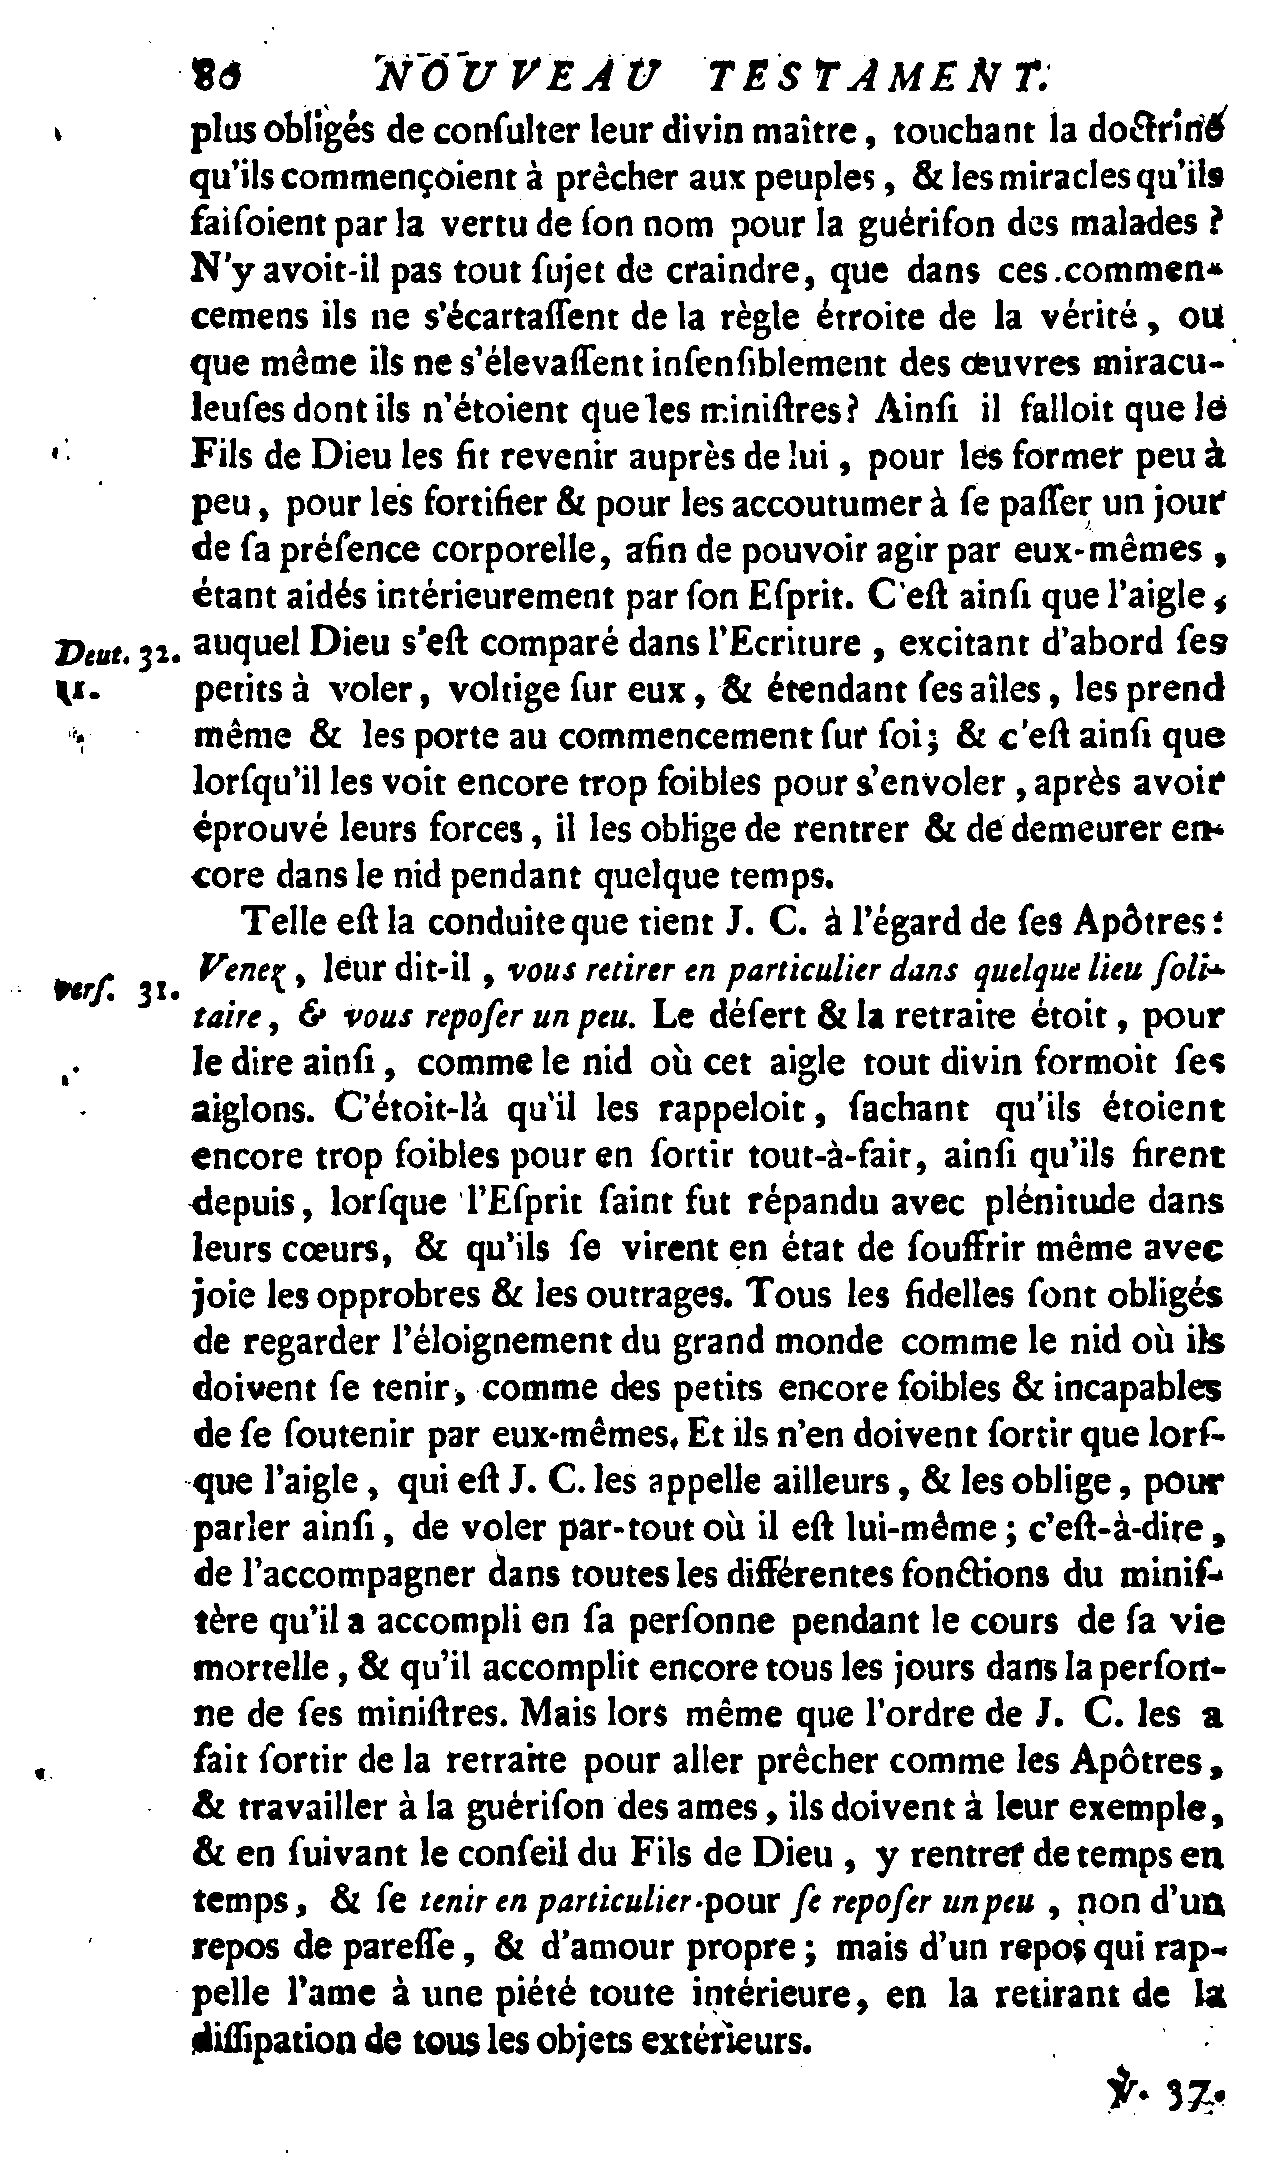 80 NOUVEAU TESTAMENT.
plus obligés de conſulter leur divin maître, touchant la doctrine
qu'ils commençoient à prêcher aux peuples, & les miracles qu'ils
faiſoient par la vertu de ſon nom pour la guériſon des malades ?
N'y avoit-il pas tout ſujet de craindre, que dans ces commen-
cemens ils ne s'écartaſſent de la règle étroite de la vérité, ou
que même ils ne s'élevaſſent inſenſiblement des œuvres miracu-
leuſes dont ils n'étoient que les miniſtres? Ainſi il falloit que le
Fils de Dieu les fit revenir auprès de lui, pour les former peu à
peu, pour les fortifier & pour les accoutumer à ſe paſſer un jour
de ſa préſence corporelle, afin de pouvoir agir par eux-mêmes,
étant aidés intérieurement par ſon Eſprit. C'eſt ainſi que l'aigle,
Deut. 32. auquel Dieu s'eſt comparé dans l'Ecriture, excitant d'abord ſes
11. petits à voler, voltige ſur eux, & étendant ſes aîles, les prend
même & les porte au commencement ſur ſoi; & c'eſt ainſi que
lorſqu'il les voit encore trop foibles pour s'envoler, après avoir
éprouvé leurs forces, il les oblige de rentrer & de demeurer en-
core dans le nid pendant quelque temps.
Telle eſt la conduite que tient J. C. à l'égard de ſes Apôtres:
verſ. 31. Venez, leur dit-il, vous retirer en particulier dans quelque lieu ſoli-
taire, & vous repoſer un peu. Le déſert & la retraite étoit, pour
le dire ainſi, comme le nid où cet aigle tout divin formoit ſes
aiglons. C'étoit-là qu'il les rappeloit, ſachant qu'ils étoient
encore trop foibles pour en ſortir tout-à-fait, ainſi qu'ils firent
depuis, lorſque l'Eſprit ſaint fut répandu avec plénitude dans
leurs cœurs, & qu'ils ſe virent en état de ſouffrir même avec
joie les opprobres & les outrages. Tous les fidelles ſont obligés
de regarder l'éloignement du grand monde comme le nid où ils
doivent ſe tenir, comme des petits encore foibles & incapables
de ſe ſoutenir par eux-mêmes. Et ils n'en doivent ſortir que lorſ-
que l'aigle, qui eſt J. C. les appelle ailleurs, & les oblige, pour
parler ainſi, de voler par-tout où il eſt lui-même; c'eſt-à-dire,
de l'accompagner dans toutes les différentes fonctions du miniſ-
tère qu'il a accompli en ſa perſonne pendant le cours de ſa vie
mortelle, & qu'il accomplit encore tous les jours dans la perſon-
ne de ſes miniſtres. Mais lors même que l'ordre de J. C. les a
fait ſortir de la retraite pour aller prêcher comme les Apôtres,
& travailler à la guériſon des ames, ils doivent à leur exemple,
& en ſuivant le conſeil du Fils de Dieu, y rentrer de temps en
temps, & ſe tenir en particulier pour ſe repoſer un peu, non d'un
repos de pareſſe, & d'amour propre; mais d'un repos qui rap-
pelle l'ame à une piété toute intérieure, en la retirant de la
diſſipation de tous les objets extérieurs.
℣. 37.